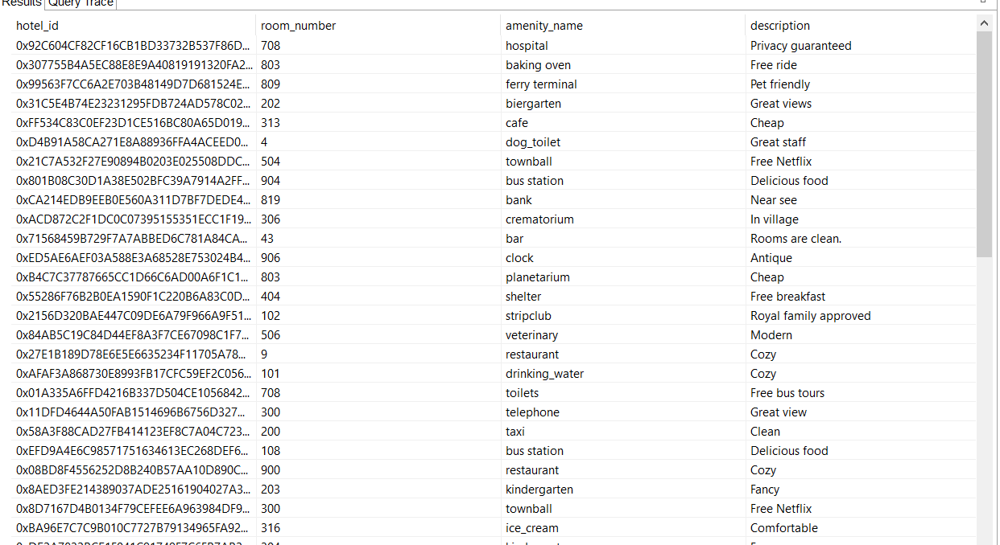 Results Query Trace
hotel_id room_number amenity_name description
0x92C604CF82CF16CB1BD33732B537F86D... 708 hospital Privacy guaranteed
0x307755B4A5EC88E8E9A40819191320FA2... 803 baking oven Free ride
0x99563F7CC6A2E703B48149D7D681524E... 809 ferry terminal Pet friendly
0x31C5E4B74E23231295FDB724AD578C02... 202 biergarten Great views
0xFF534C83C0EF23D1CE516BC80A65D019... 313 cafe Cheap
0xD4B91A58CA271E8A88936FFA4ACEED0... 4 dog_toilet Great staff
0x21C7A532F27E90894B0203E025508DDC... 504 townball Free Netflix
0x801B08C30D1A38E502BFC39A7914A2FF... 904 bus station Delicious food
0xCA214EDB9EEB0E560A311D7BF7DEDE4... 819 bank Near see
0xACD872C2F1DC0C07395155351ECC1F19... 306 crematorium In village
0x71568459B729F7A7ABBED6C781A84CA... 43 bar Rooms are clean.
0xED5AE6AEF03A588E3A68528E753024B4... 906 clock Antique
0xB4C7C37787665CC1D66C6AD00A6F1C1... 803 planetarium Cheap
0x55286F76B2B0EA1590F1C220B6A83C0D... 404 shelter Free breakfast
0x2156D320BAE447C09DE6A79F966A9F51... 102 stripclub Royal family approved
0x84AB5C19C84D44EF8A3F7CE67098C1F7... 506 veterinary Modern
0x27E1B189D78E6E5E6635234F11705A78... 9 restaurant Cozy
0xAFAF3A868730E8993FB17CFC59EF2C056... 101 drinking_water Cozy
0x01A335A6FFD4216B337D504CE1056842... 708 toilets Free bus tours
0x11DFD4644A50FAB1514696B6756D327... 300 telephone Great view
0x58A3F88CAD27FB414123EF8C7A04C723... 200 taxi Clean
0xEFD9A4E6C98571751634613EC268DEF6... 108 bus station Delicious food
0x08BD8F4556252D8B240B57AA10D890C... 900 restaurant Cozy
0x8AED3FE214389037ADE25161904027A3... 203 kindergarten Fancy
0x8D7167D4B0134F79CEFEE6A963984DF9... 300 townball Free Netflix
0xBA96E7C7C9B010C7727B79134965FA92... 316 ice_cream Comfortable